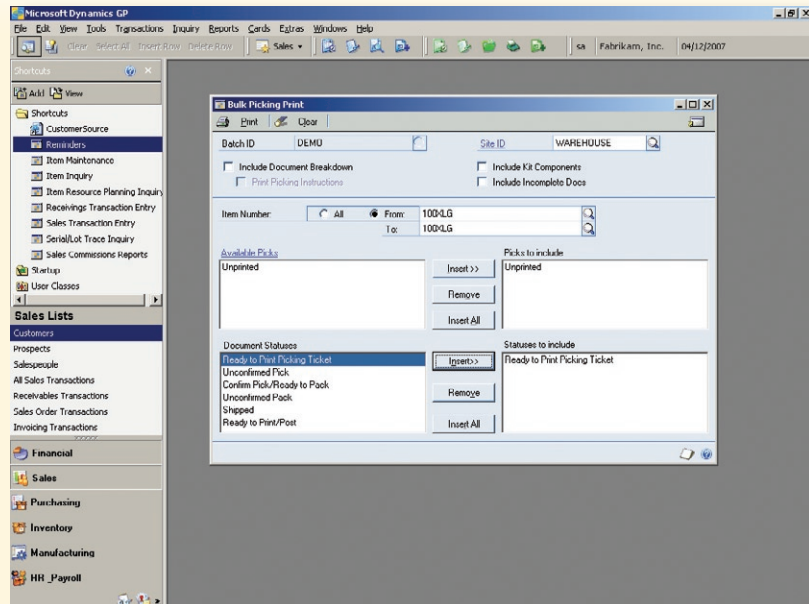 Microsoft Dynamics GP
File Edit View Tools Transactions Inquiry Reports Cards Extras Windows Help
Clear Select All Insert Row Delete Row Sales sa Fabrikam, Inc. 04/12/2007
Shortcuts
Add View
Shortcuts
CustomerSource
Reminders
Item Maintenance
Item Inquiry
Item Resource Planning Inquiry
Receivings Transaction Entry
Sales Transaction Entry
Serial/Lot Trace Inquiry
Sales Commissions Reports
Startup
User Classes
Sales Lists
Customers
Prospects
Salespeople
All Sales Transactions
Receivables Transactions
Sales Order Transactions
Invoicing Transactions
Financial
Sales
Purchasing
Inventory
Manufacturing
HR_Payroll
Bulk Picking Print
Print Clear
Batch ID DEMO Site ID WAREHOUSE
Include Document Breakdown Include Kit Components
Print Picking Instructions Include Incomplete Docs
Item Number: All From: 100XLG
To: 100XLG
Available Picks Picks to include
Unprinted Insert >> Unprinted
Remove
Insert All
Document Statuses Statuses to include
Ready to Print Picking Ticket Insert>> Ready to Print Picking Ticket
Unconfirmed Pick
Confirm Pick/Ready to Pack
Unconfirmed Pack Remove
Shipped
Ready to Print/Post Insert All